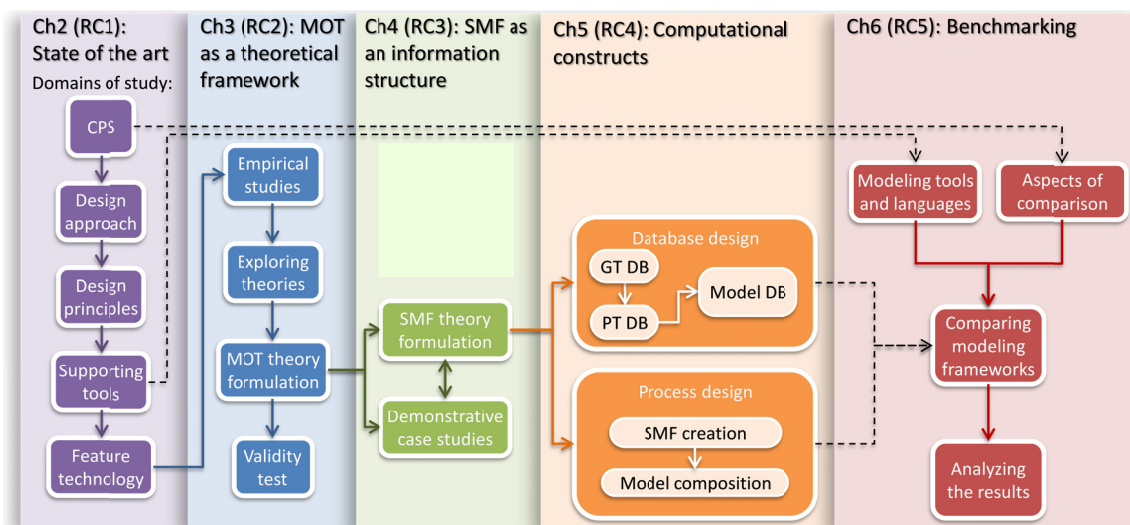 Ch2 (RC1):
State of the art
Domains of study:
CPS
Design
approach
Design
principles
Supporting
tools
Feature
technology
Ch3 (RC2): MOT
as a theoretical
framework
Empirical
studies
Exploring
theories
MOT theory
formulation
Validity
test
Ch4 (RC3): SMF as
an information
structure
SMF theory
formulation
Demonstrative
case studies
Ch5 (RC4): Computational
constructs
Database design
GT DB
PT DB
Model DB
Process design
SMF creation
Model composition
Ch6 (RC5): Benchmarking
Modeling tools
and languages
Aspects of
comparison
Comparing
modeling
frameworks
Analyzing
the results